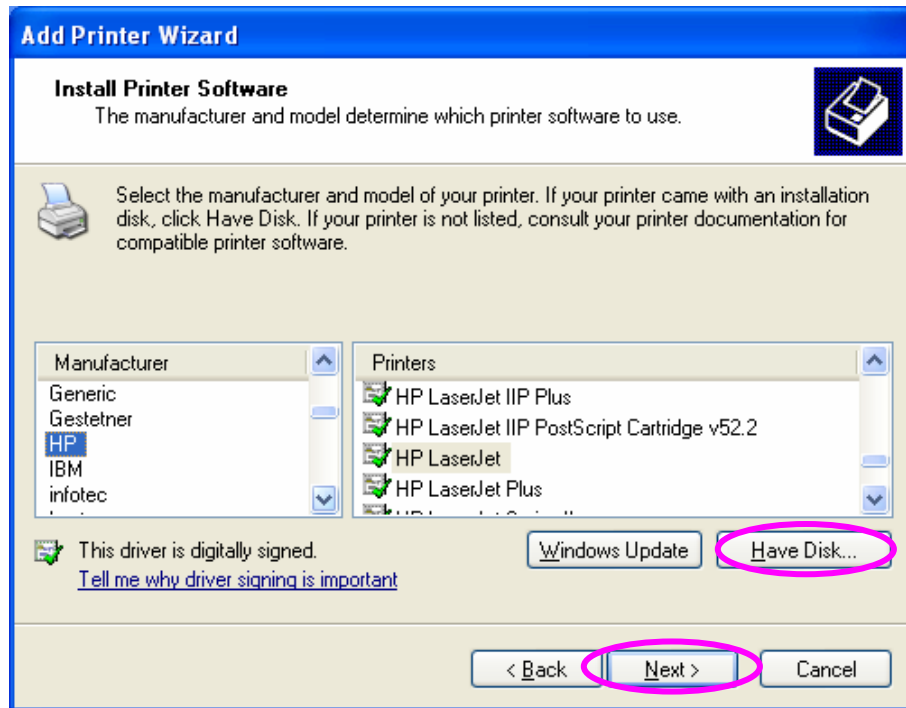 Add Printer Wizard
Install Printer Software
The manufacturer and model determine which printer software to use.
Select the manufacturer and model of your printer. If your printer came with an installation
disk, click Have Disk. If your printer is not listed, consult your printer documentation for
compatible printer software.
Manufacturer
Generic
Gestetner
HP
IBM
infotec
Printers
HP LaserJet IIP Plus
HP LaserJet IIP PostScript Cartridge v52.2
HP LaserJet
HP LaserJet Plus
This driver is digitally signed.
Tell me why driver signing is important
Windows Update
Have Disk...
< Back
Next >
Cancel